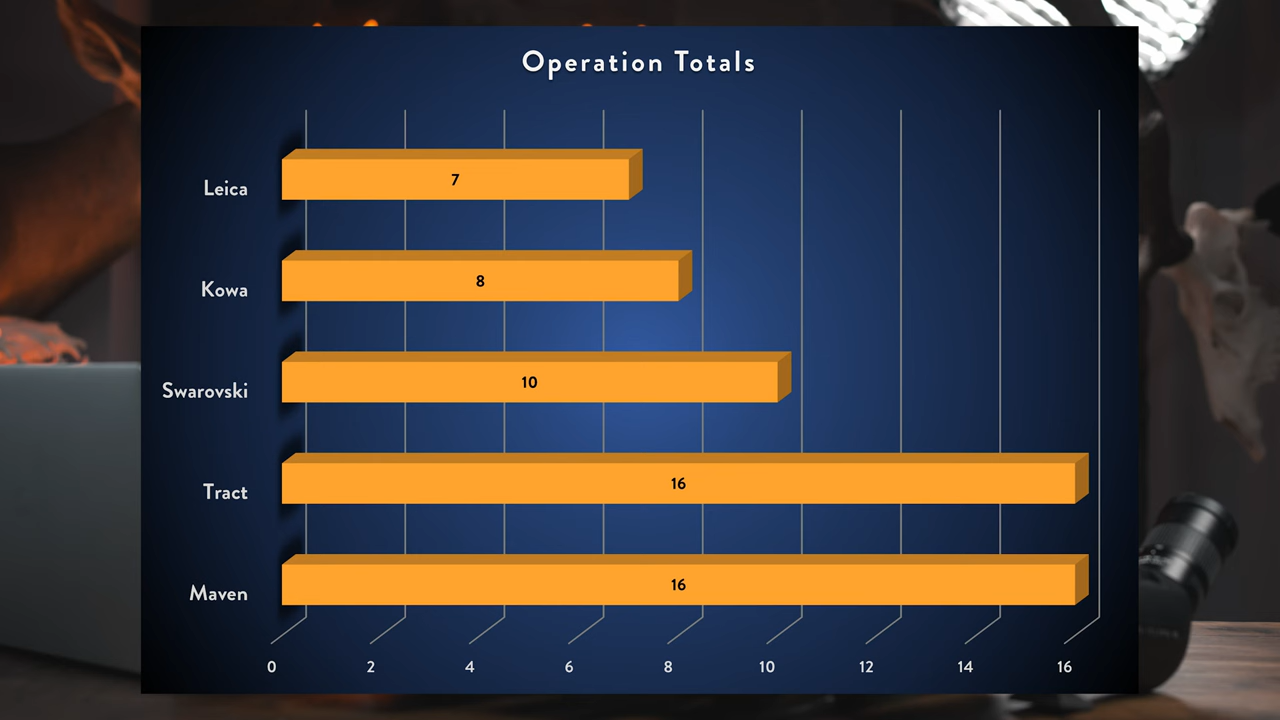 Operation Totals
Leica 7
Kowa 8
Swarovski 10
Tract 16
Maven 16
0 2 4 6 8 10 12 14 16